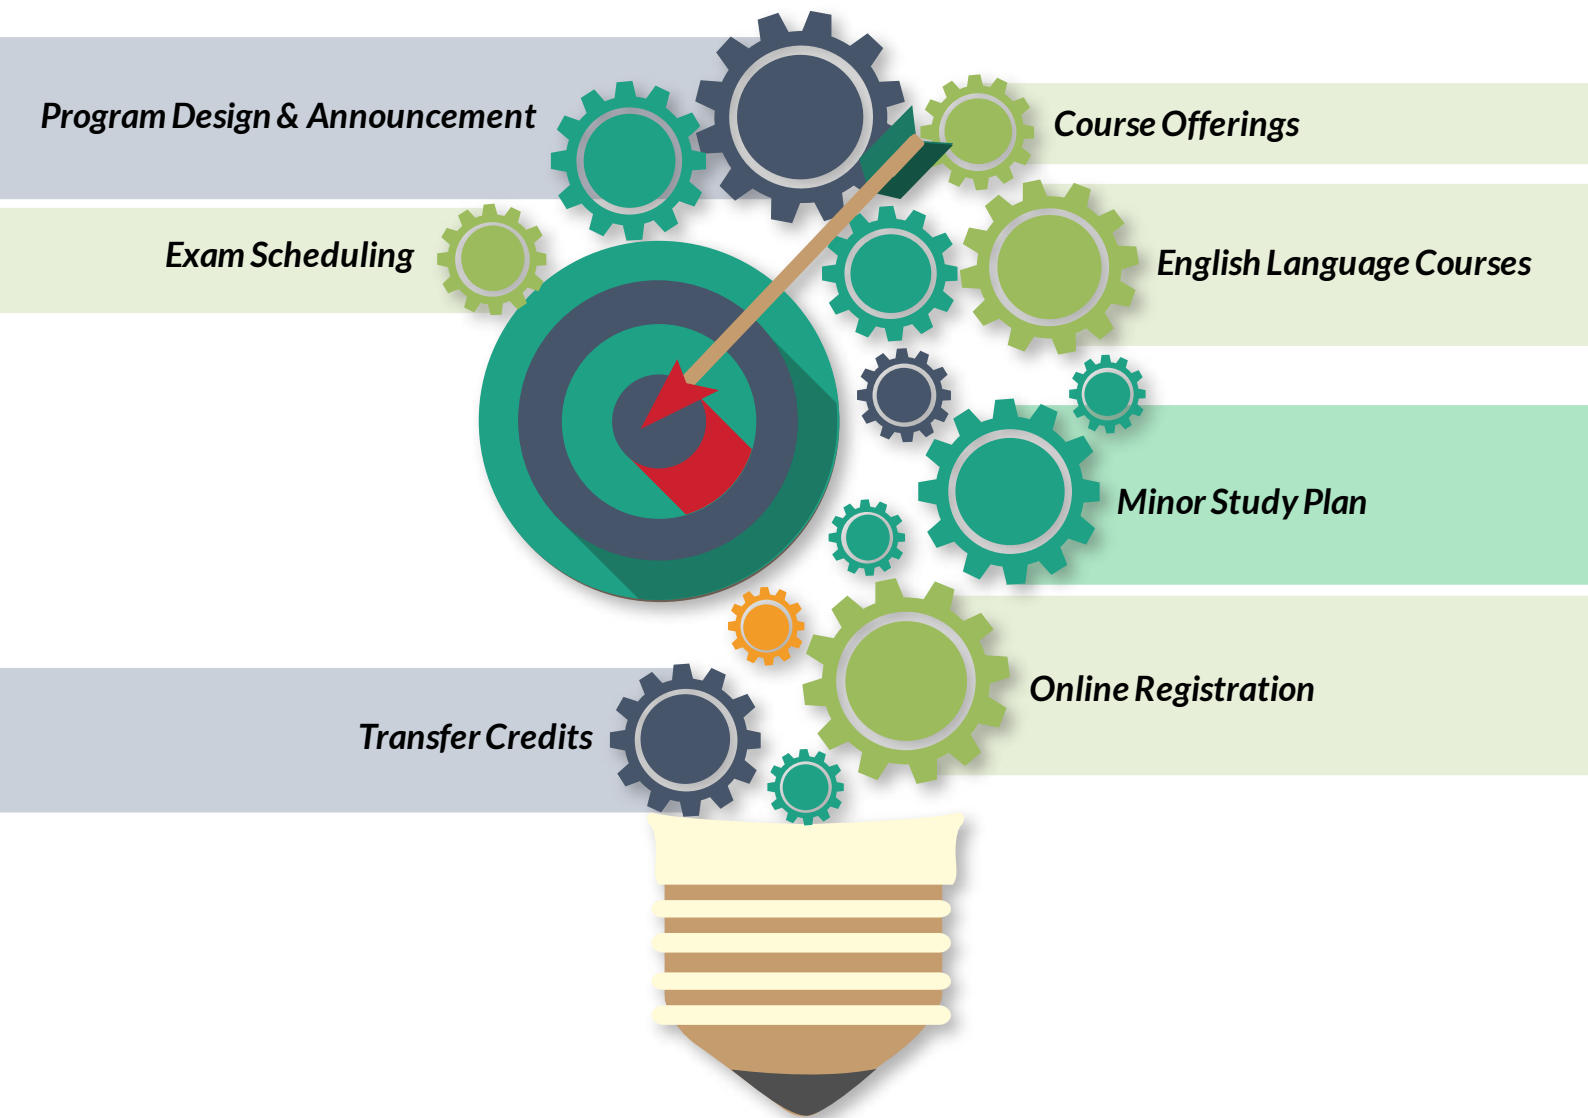 Program Design & Announcement
Course Offerings
Exam Scheduling
English Language Courses
Minor Study Plan
Online Registration
Transfer Credits